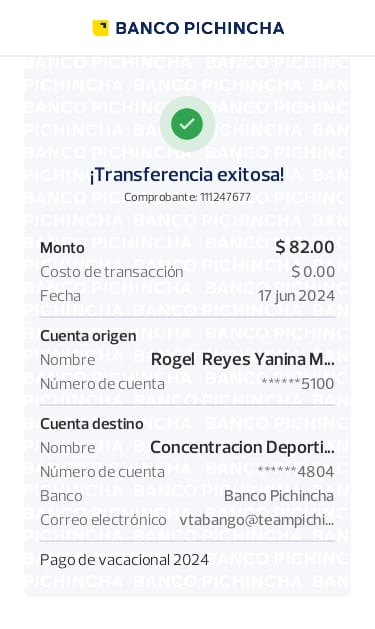 BANCO PICHINCHA
¡Transferencia exitosa!
Comprobante: 111247677
Monto $ 82.00
Costo de transacción $ 0.00
Fecha 17 jun 2024
Cuenta origen
Nombre Rogel Reyes Yanina M...
Número de cuenta ******5100
Cuenta destino
Nombre Concentracion Deporti...
Número de cuenta ******4804
Banco Banco Pichincha
Correo electrónico vtabango@teampichi...
Pago de vacacional 2024